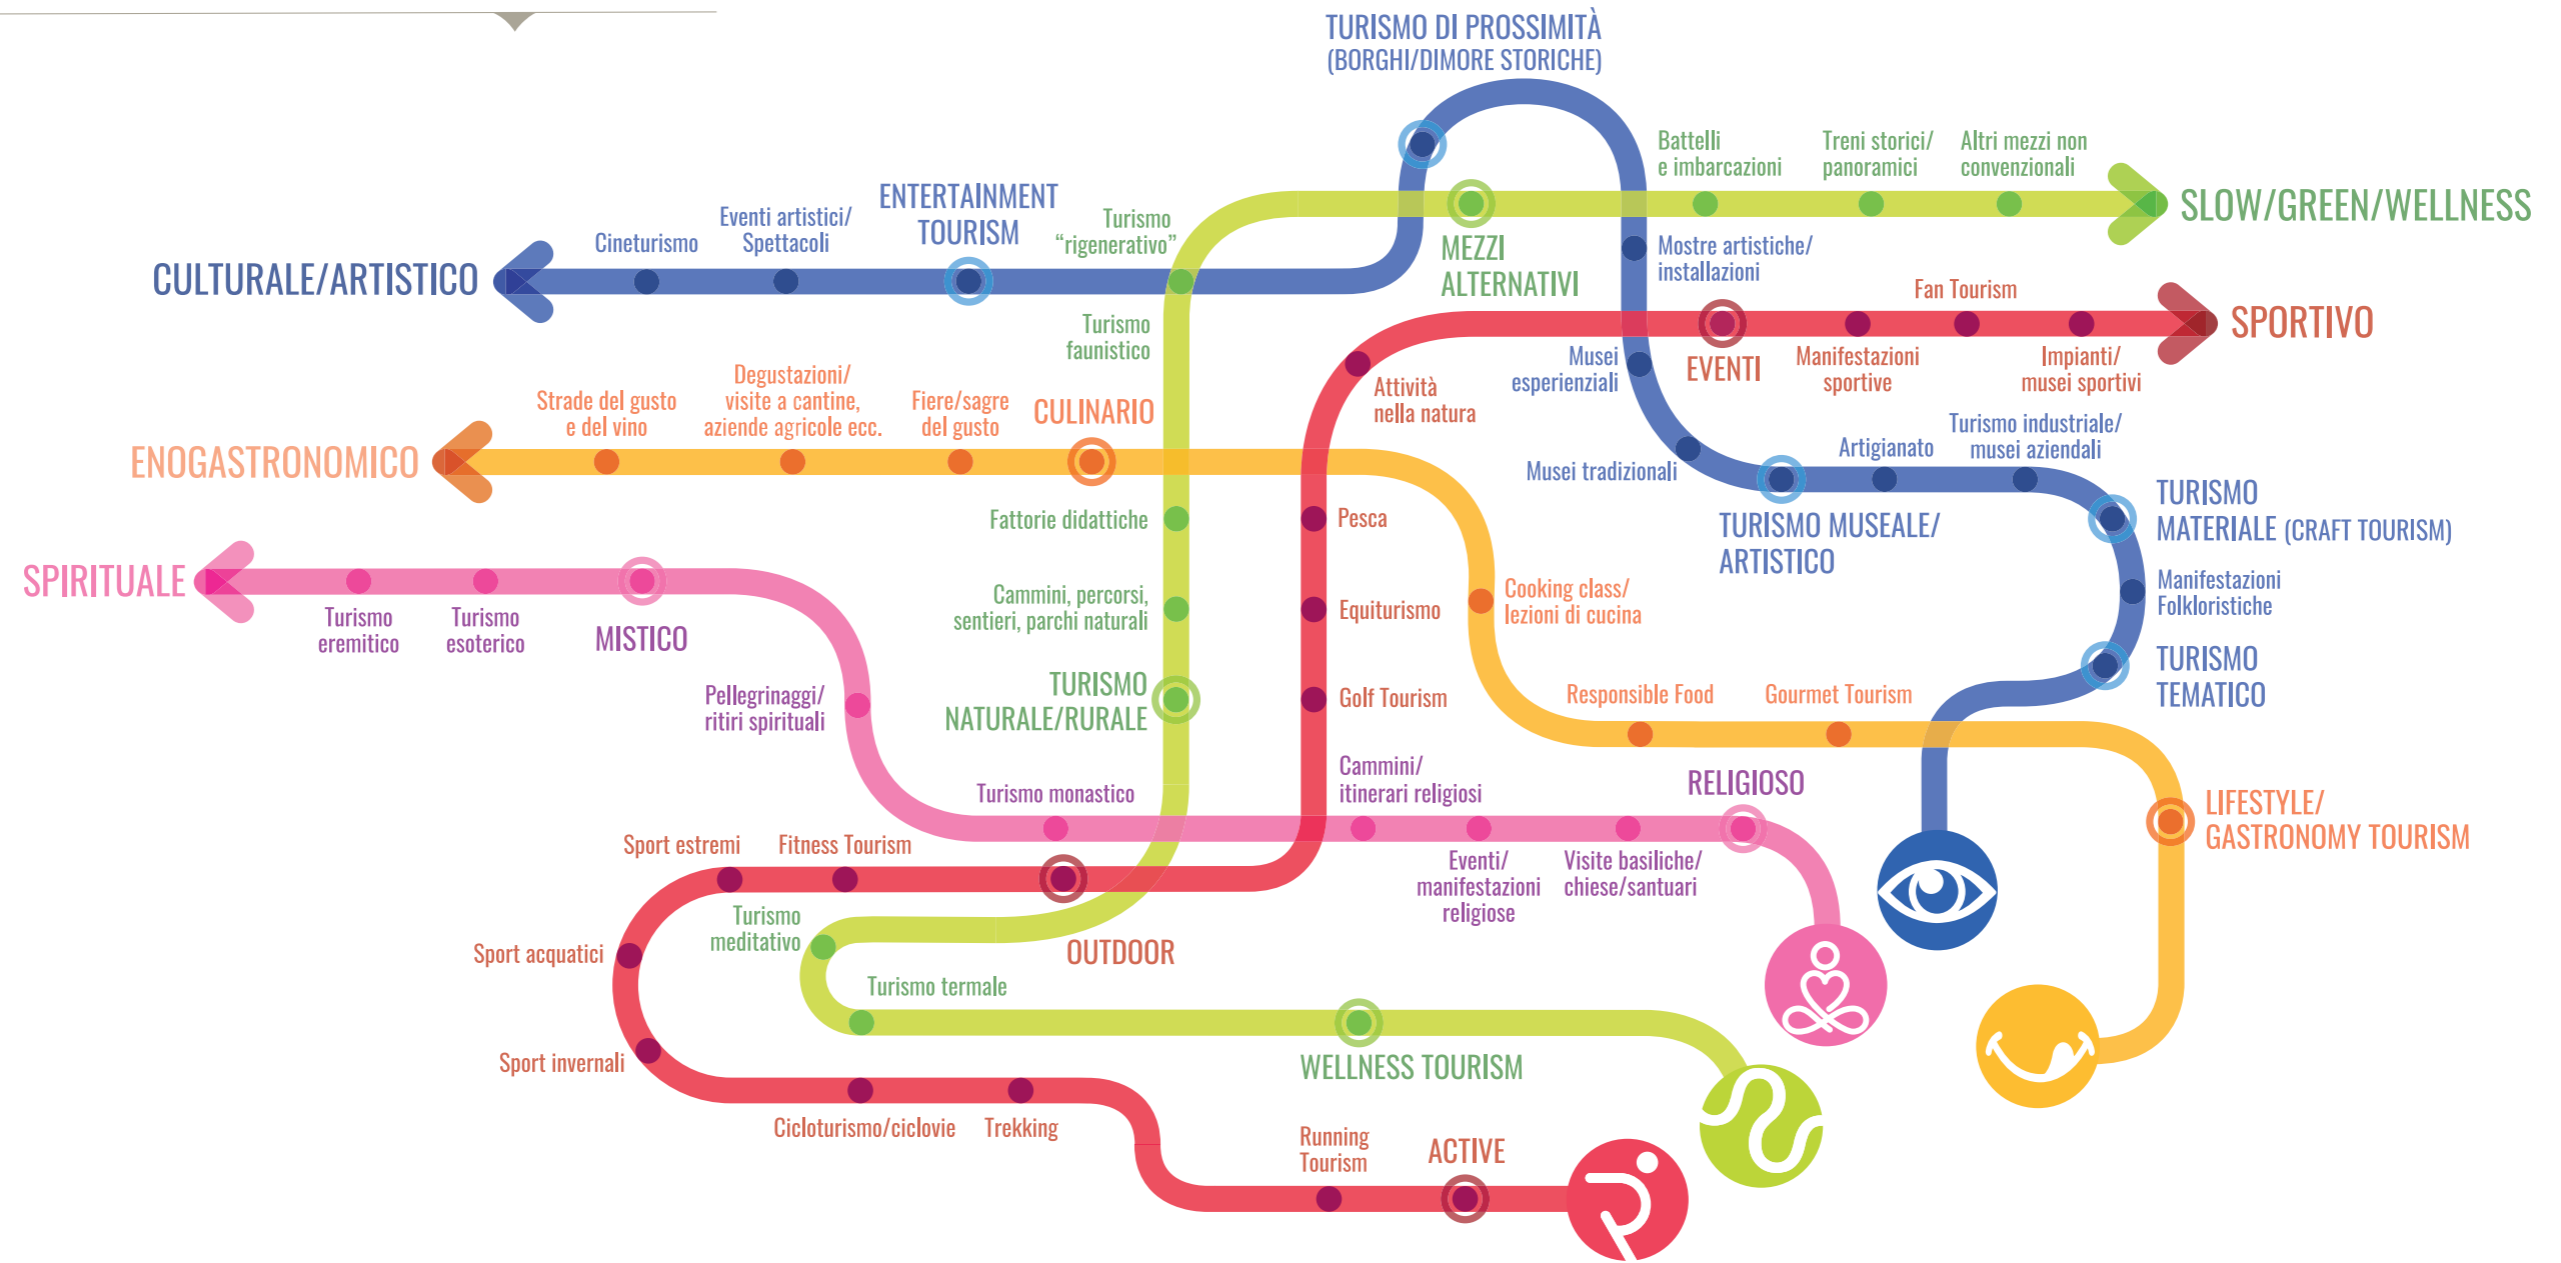 TURISMO DI PROSSIMITÀ
(BORGHI/DIMORE STORICHE)
Battelli
e imbarcazioni
Treni storici/
panoramici
Altri mezzi non
convenzionali
SLOW/GREEN/WELLNESS
ENTERTAINMENT
TOURISM
Eventi artistici/
Spettacoli
Cineturismo
Turismo
“rigenerativo”
CULTURALE/ARTISTICO
MEZZI
ALTERNATIVI
Mostre artistiche/
installazioni
Fan Tourism
SPORTIVO
Turismo
faunistico
Musei
esperienziali
EVENTI
Manifestazioni
sportive
Impianti/
musei sportivi
Attività
nella natura
Strade del gusto
e del vino
Degustazioni/
visite a cantine,
aziende agricole ecc.
Fiere/sagre
del gusto
CULINARIO
ENOGASTRONOMICO
Musei tradizionali
Artigianato
Turismo industriale/
musei aziendali
TURISMO MUSEALE/
ARTISTICO
TURISMO
MATERIALE (CRAFT TOURISM)
Fattorie didattiche
Pesca
SPIRITUALE
Turismo
eremitico
Turismo
esoterico
MISTICO
Cammini, percorsi,
sentieri, parchi naturali
Equiturismo
Cooking class/
lezioni di cucina
Manifestazioni
Folkloristiche
TURISMO
TEMATICO
Pellegrinaggi/
ritiri spirituali
TURISMO
NATURALE/RURALE
Golf Tourism
Responsible Food
Gourmet Tourism
Turismo monastico
Cammini/
itinerari religiosi
RELIGIOSO
LIFESTYLE/
GASTRONOMY TOURISM
Sport estremi
Fitness Tourism
Eventi/
manifestazioni
religiose
Visite basiliche/
chiese/santuari
Turismo
meditativo
OUTDOOR
Sport acquatici
Turismo termale
Sport invernali
WELLNESS TOURISM
Cicloturismo/ciclovie
Trekking
Running
Tourism
ACTIVE